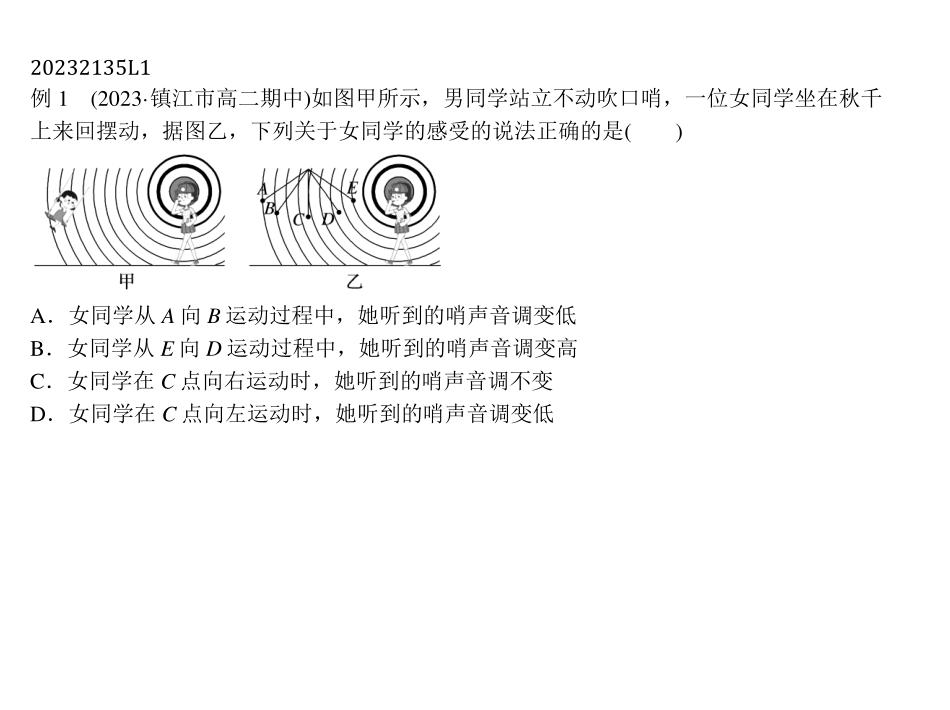 20232135L1
例 1　(2023·镇江市高二期中)如图甲所示，男同学站立不动吹口哨，一位女同学坐在秋千
上来回摆动，据图乙，下列关于女同学的感受的说法正确的是(　　)
A
B
C
D
E
甲
乙
A．女同学从 A 向 B 运动过程中，她听到的哨声音调变低
B．女同学从 E 向 D 运动过程中，她听到的哨声音调变高
C．女同学在 C 点向右运动时，她听到的哨声音调不变
D．女同学在 C 点向左运动时，她听到的哨声音调变低